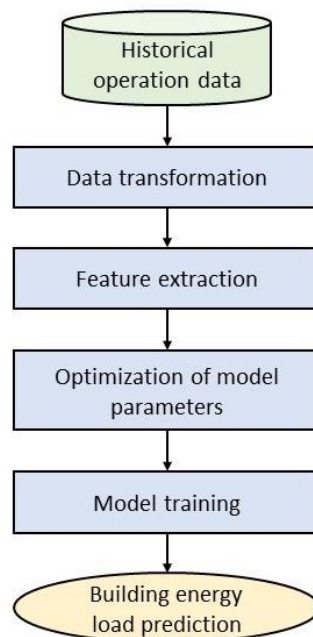 Historical
operation data
Data transformation
Feature extraction
Optimization of model
parameters
Model training
Building energy
load prediction